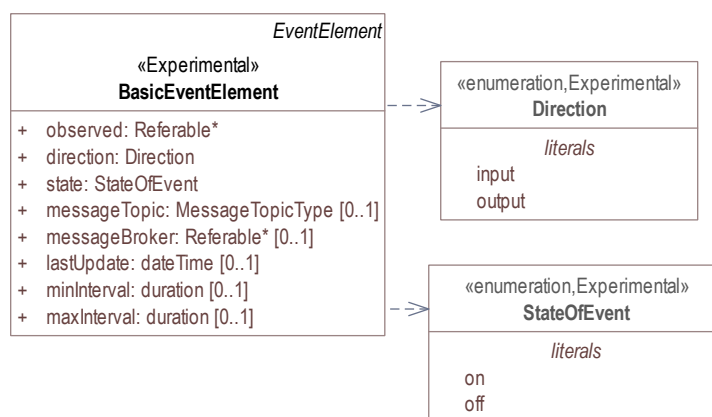 EventElement
«Experimental»
BasicEventElement
+ observed: Referable*
+ direction: Direction
+ state: StateOfEvent
+ messageTopic: MessageTopicType [0..1]
+ messageBroker: Referable* [0..1]
+ lastUpdate: dateTime [0..1]
+ minInterval: duration [0..1]
+ maxInterval: duration [0..1]
«enumeration,Experimental»
Direction
literals
input
output
«enumeration,Experimental»
StateOfEvent
literals
on
off